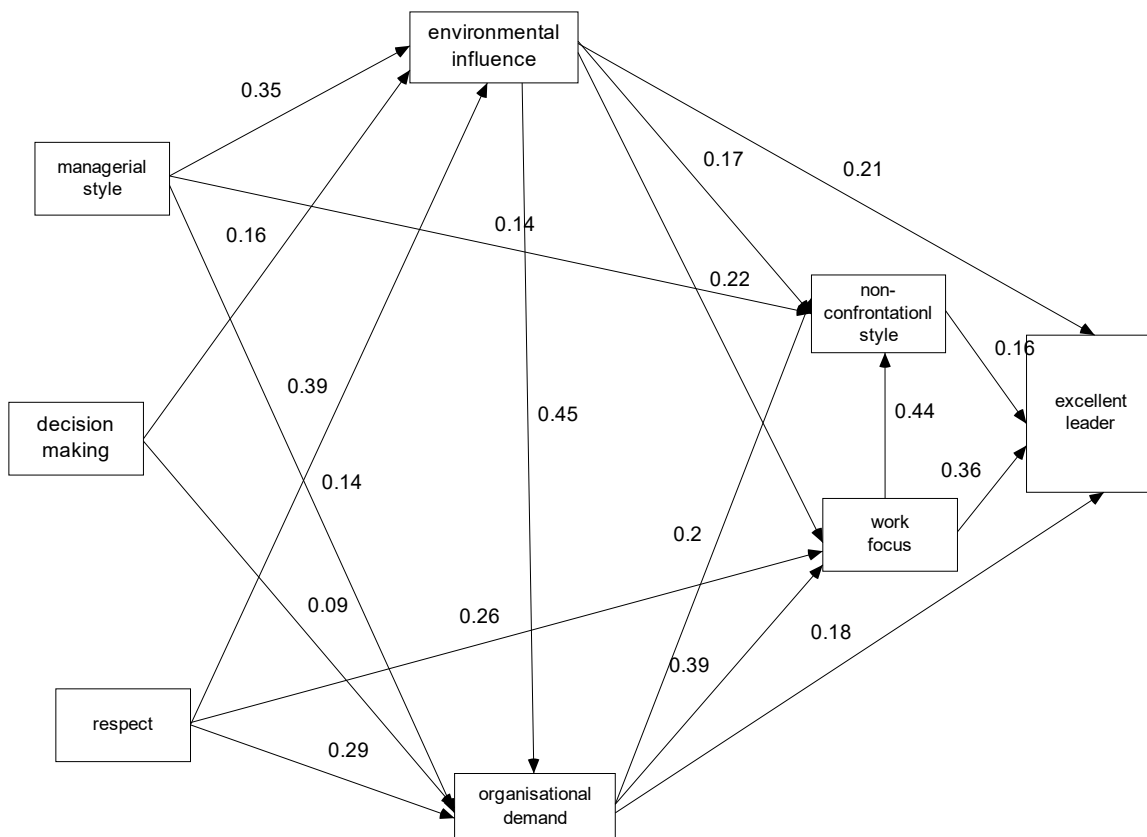 environmental
influence
0.35
managerial
style
0.17
0.21
0.16
0.14
0.22
non-
confrontationl
style
0.16
0.39
decision
making
0.45
0.44
excellent
leader
0.14
0.36
work
focus
0.2
0.09
0.26
0.18
0.39
respect
0.29
organisational
demand